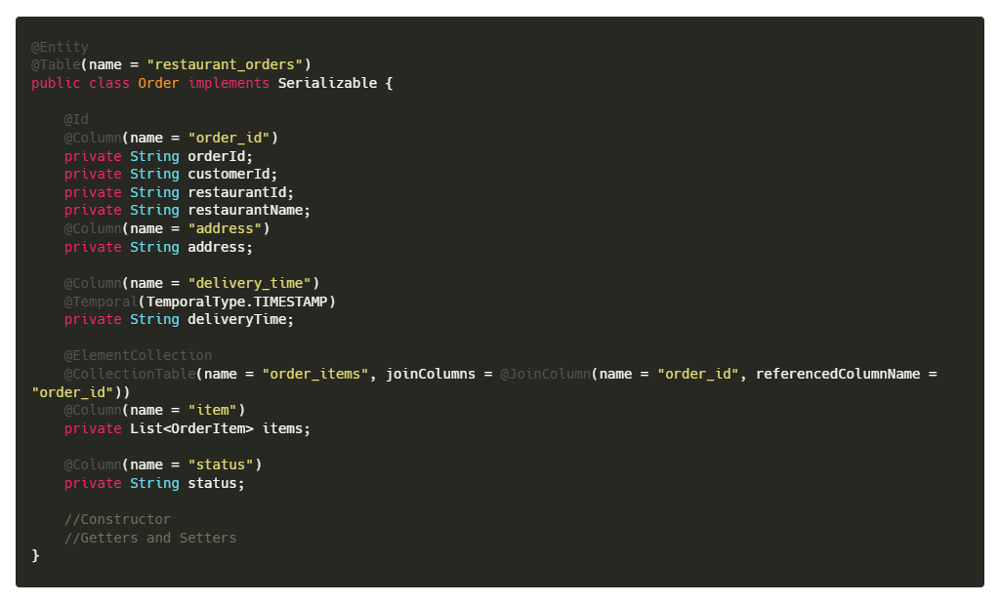 @Entity
@Table(name = "restaurant_orders")
public class Order implements Serializable {
@Id
@Column(name = "order_id")
private String orderId;
private String customerId;
private String restaurantId;
private String restaurantName;
@Column(name = "address")
private String address;
@Column(name = "delivery_time")
@Temporal(TemporalType.TIMESTAMP)
private String deliveryTime;
@ElementCollection
@CollectionTable(name = "order_items", joinColumns = @JoinColumn(name = "order_id", referencedColumnName =
"order_id"))
@Column(name = "item")
private List<OrderItem> items;
@Column(name = "status")
private String status;
//Constructor
//Getters and Setters
}